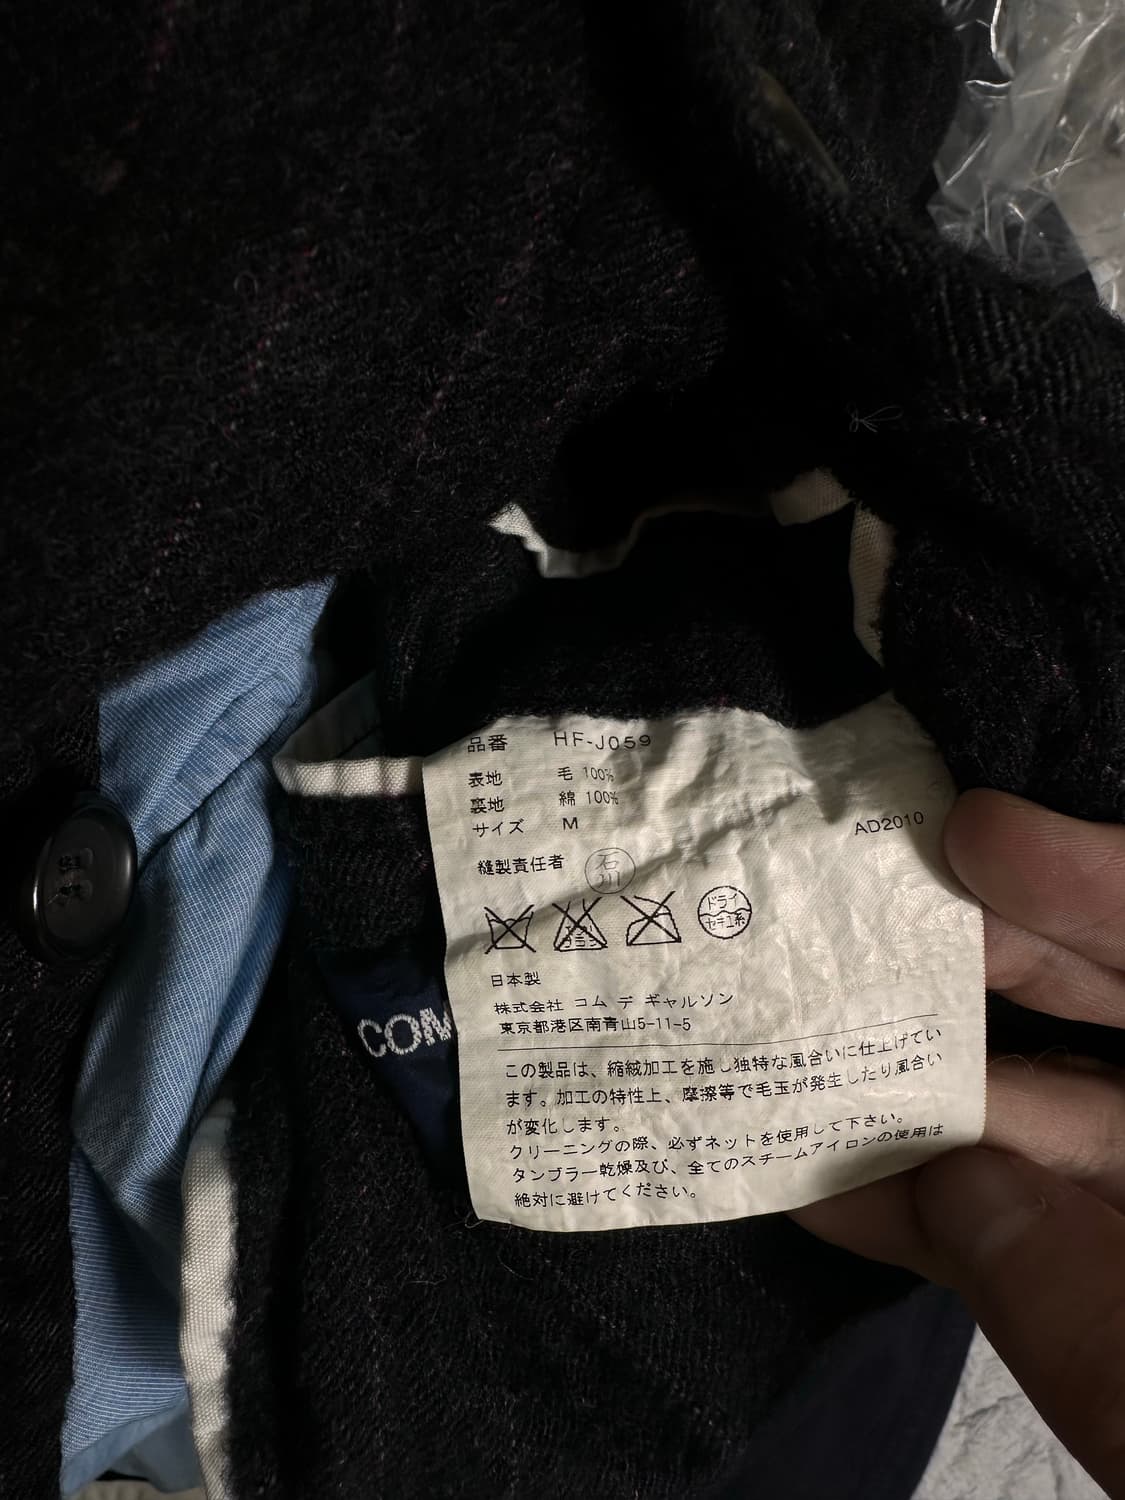 品番 HF-J059
表地 毛 100%
裏地 綿 100%
サイズ M
AD2010
縫製責任者 石川
ドライ
セキユ系
日本製
株式会社 コム デ ギャルソン
東京都港区南青山5-11-5
この製品は、縮絨加工を施し独特な風合いに仕上げてい
ます。加工の特性上、摩擦等で毛玉が発生したり風合い
が変化します。
クリーニングの際、必ずネットを使用して下さい。
タンブラー乾燥及び、全てのスチームアイロンの使用は
絶対に避けてください。
COM